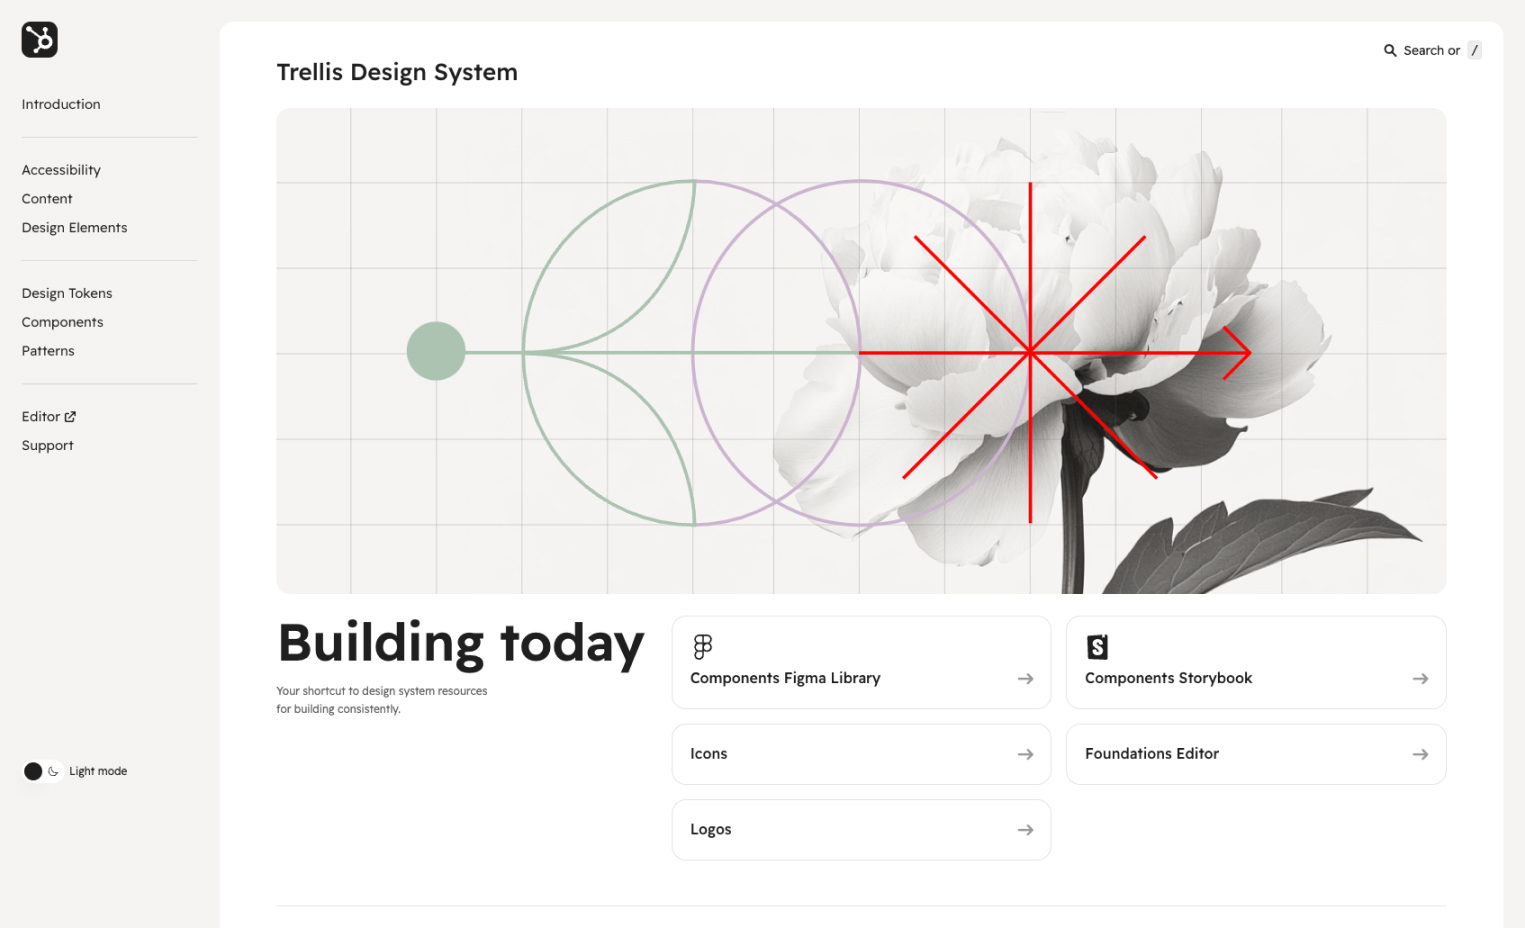 Introduction
Accessibility
Content
Design Elements
Design Tokens
Components
Patterns
Editor
Support
Light mode
Search or /
Trellis Design System
Building today
Your shortcut to design system resources
for building consistently.
Components Figma Library
Components Storybook
Icons
Foundations Editor
Logos